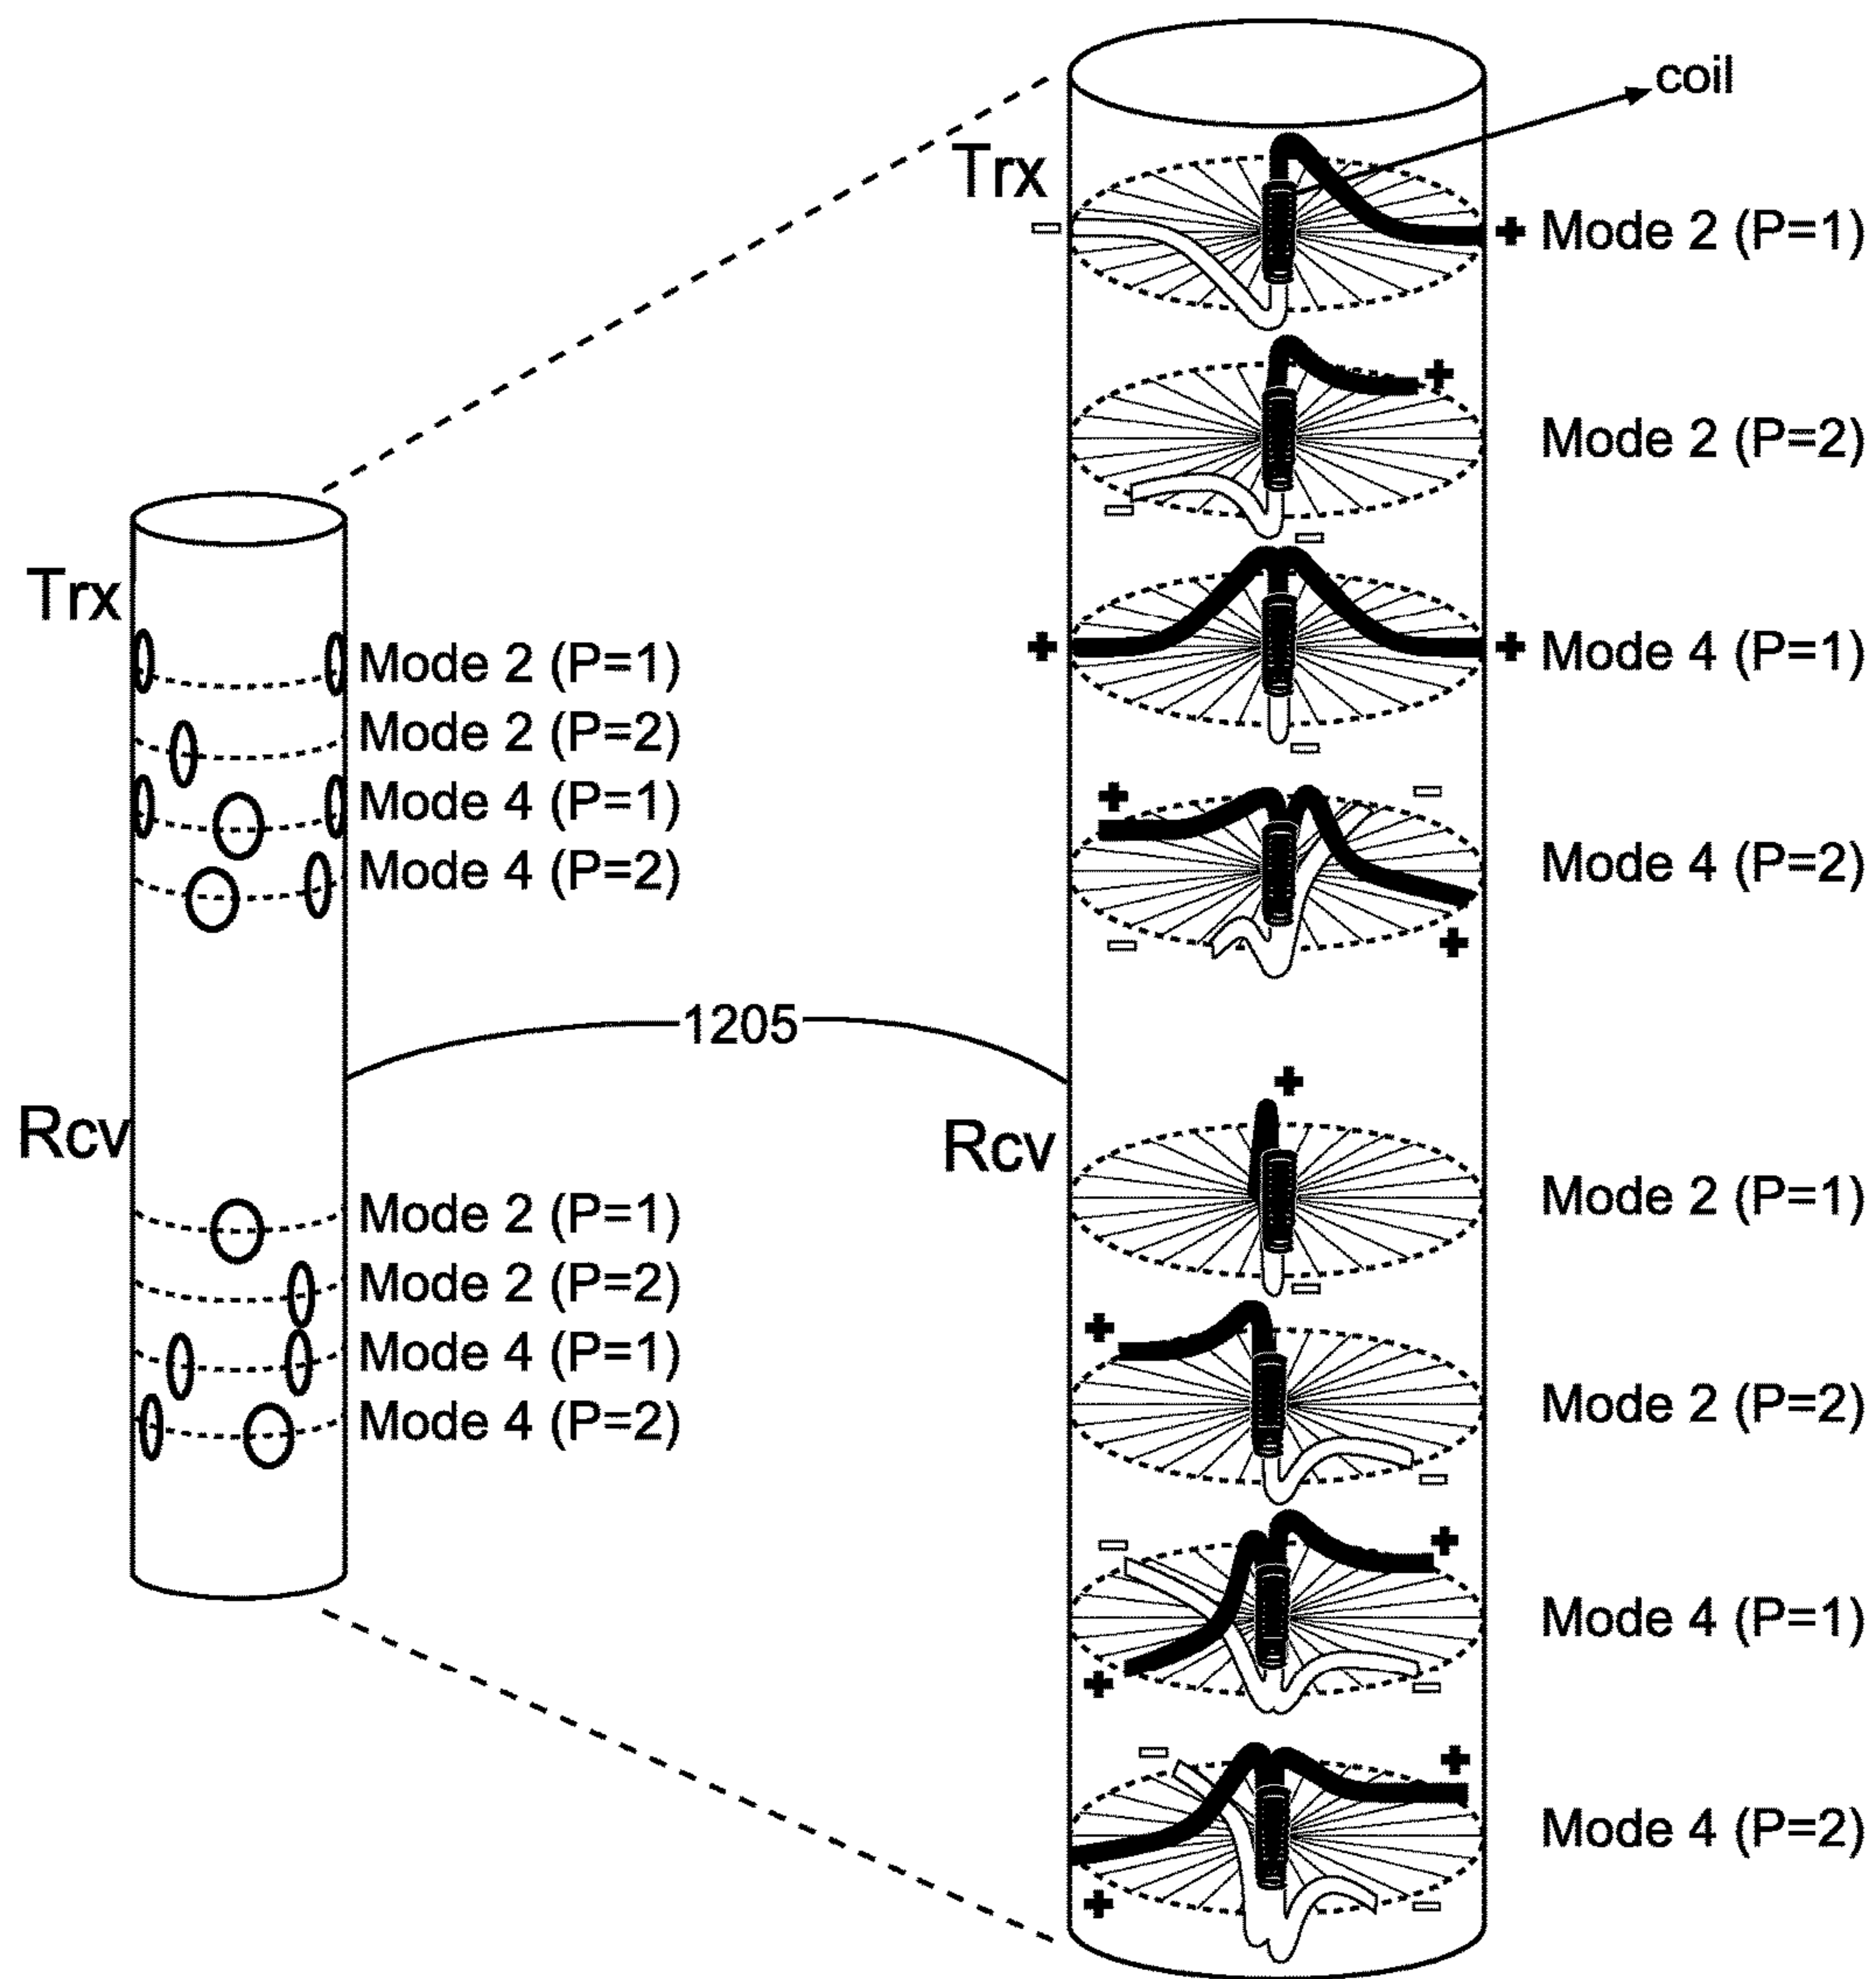 Trx
Mode 2 (P=1)
Mode 2 (P=2)
Mode 4 (P=1)
Mode 4 (P=2)
Rcv
Mode 2 (P=1)
Mode 2 (P=2)
Mode 4 (P=1)
Mode 4 (P=2)
1205
coil
Trx
- + Mode 2 (P=1)
+
Mode 2 (P=2)
-
-
+ + Mode 4 (P=1)
-
+ -
Mode 4 (P=2)
- +
+
Rcv
Mode 2 (P=1)
-
+
Mode 2 (P=2)
-
- +
Mode 4 (P=1)
+ -
- +
Mode 4 (P=2)
+ -